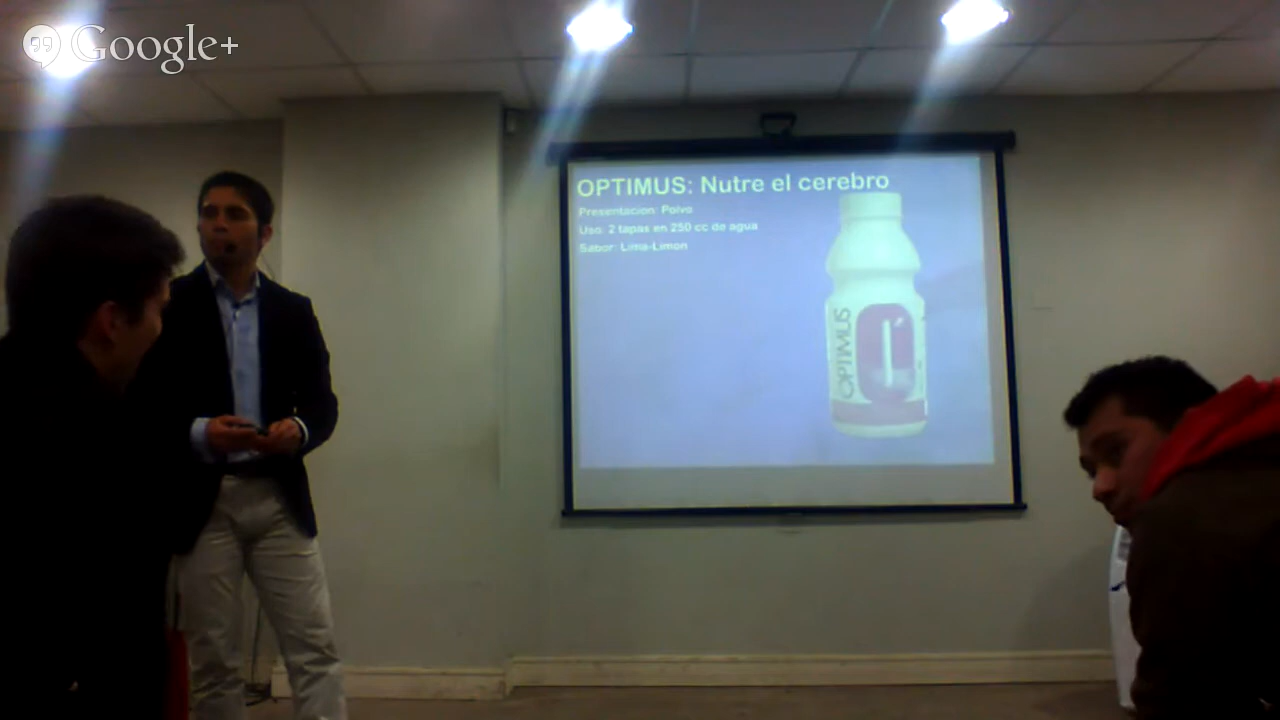 Google+
OPTIMUS: Nutre el cerebro
Presentacion: Polvo
Uso: 2 tapas en 250 cc de agua
Sabor: Lima-Limon
OPTIMUS